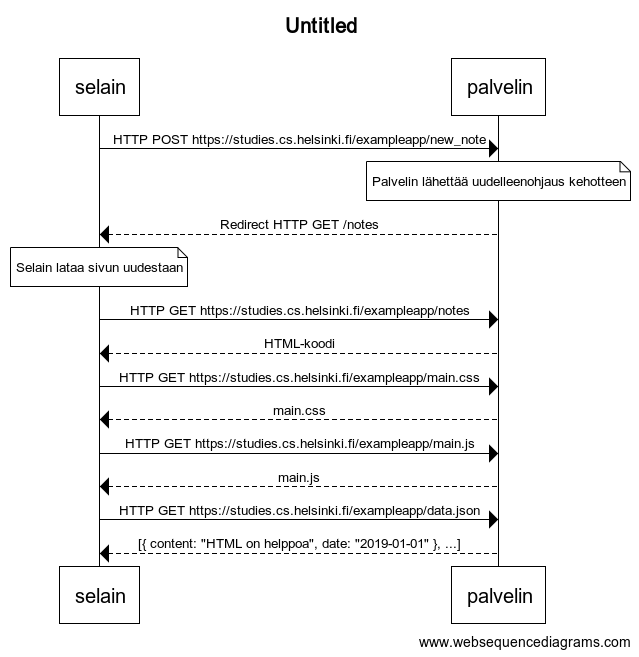 Untitled
selain
palvelin
HTTP POST https://studies.cs.helsinki.fi/exampleapp/new_note
Palvelin lähettää uudelleenohjaus kehotteen
Redirect HTTP GET /notes
Selain lataa sivun uudestaan
HTTP GET https://studies.cs.helsinki.fi/exampleapp/notes
HTML-koodi
HTTP GET https://studies.cs.helsinki.fi/exampleapp/main.css
main.css
HTTP GET https://studies.cs.helsinki.fi/exampleapp/main.js
main.js
HTTP GET https://studies.cs.helsinki.fi/exampleapp/data.json
[{ content: "HTML on helppoa", date: "2019-01-01" }, ...]
selain
palvelin
www.websequencediagrams.com